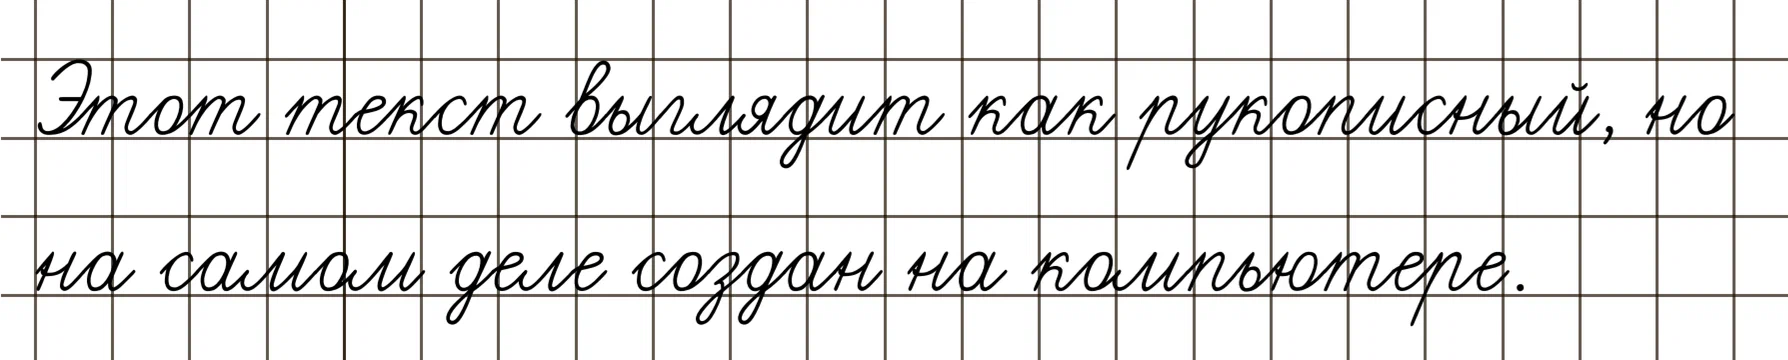 Этот текст выглядит как рукописный, но
на самом деле создан на компьютере.